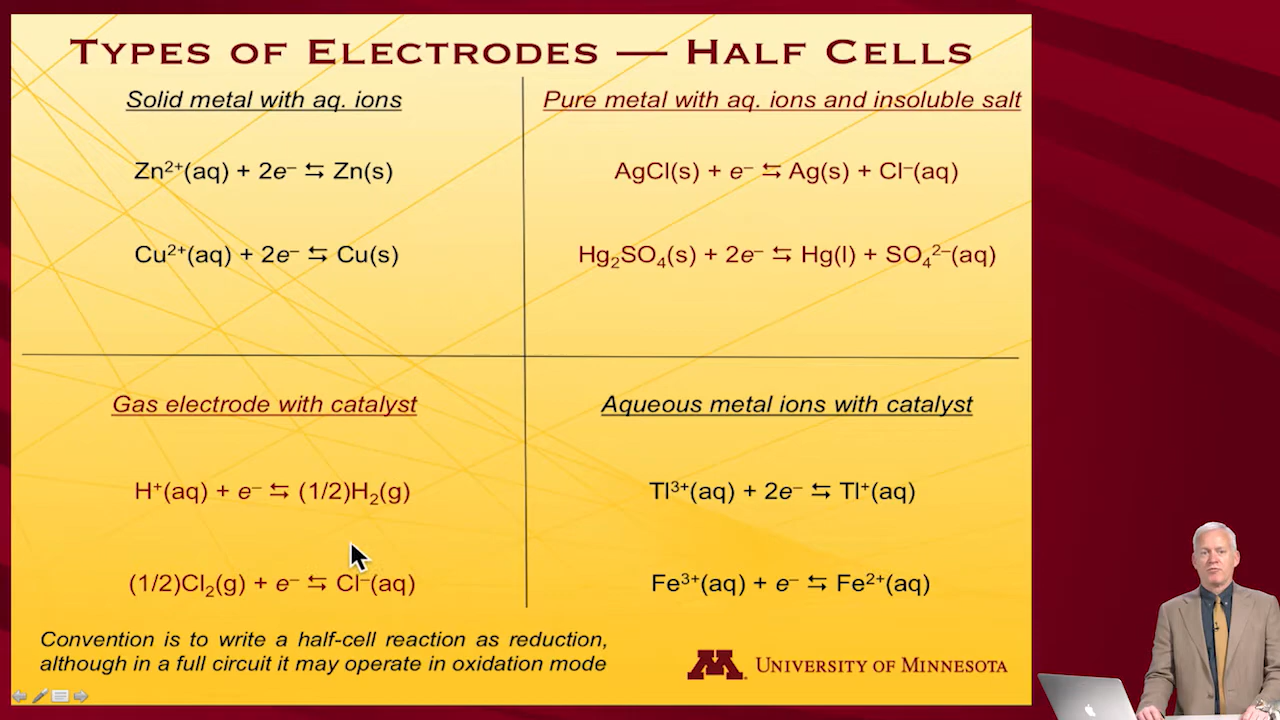 TYPES OF ELECTRODES — HALF CELLS
Solid metal with aq. ions
Zn²⁺(aq) + 2e⁻ ⇆ Zn(s)
Cu²⁺(aq) + 2e⁻ ⇆ Cu(s)
Pure metal with aq. ions and insoluble salt
AgCl(s) + e⁻ ⇆ Ag(s) + Cl⁻(aq)
Hg₂SO₄(s) + 2e⁻ ⇆ Hg(l) + SO₄²⁻(aq)
Gas electrode with catalyst
H⁺(aq) + e⁻ ⇆ (1/2)H₂(g)
(1/2)Cl₂(g) + e⁻ ⇆ Cl⁻(aq)
Aqueous metal ions with catalyst
Tl³⁺(aq) + 2e⁻ ⇆ Tl⁺(aq)
Fe³⁺(aq) + e⁻ ⇆ Fe²⁺(aq)
Convention is to write a half-cell reaction as reduction,
although in a full circuit it may operate in oxidation mode
M UNIVERSITY OF MINNESOTA